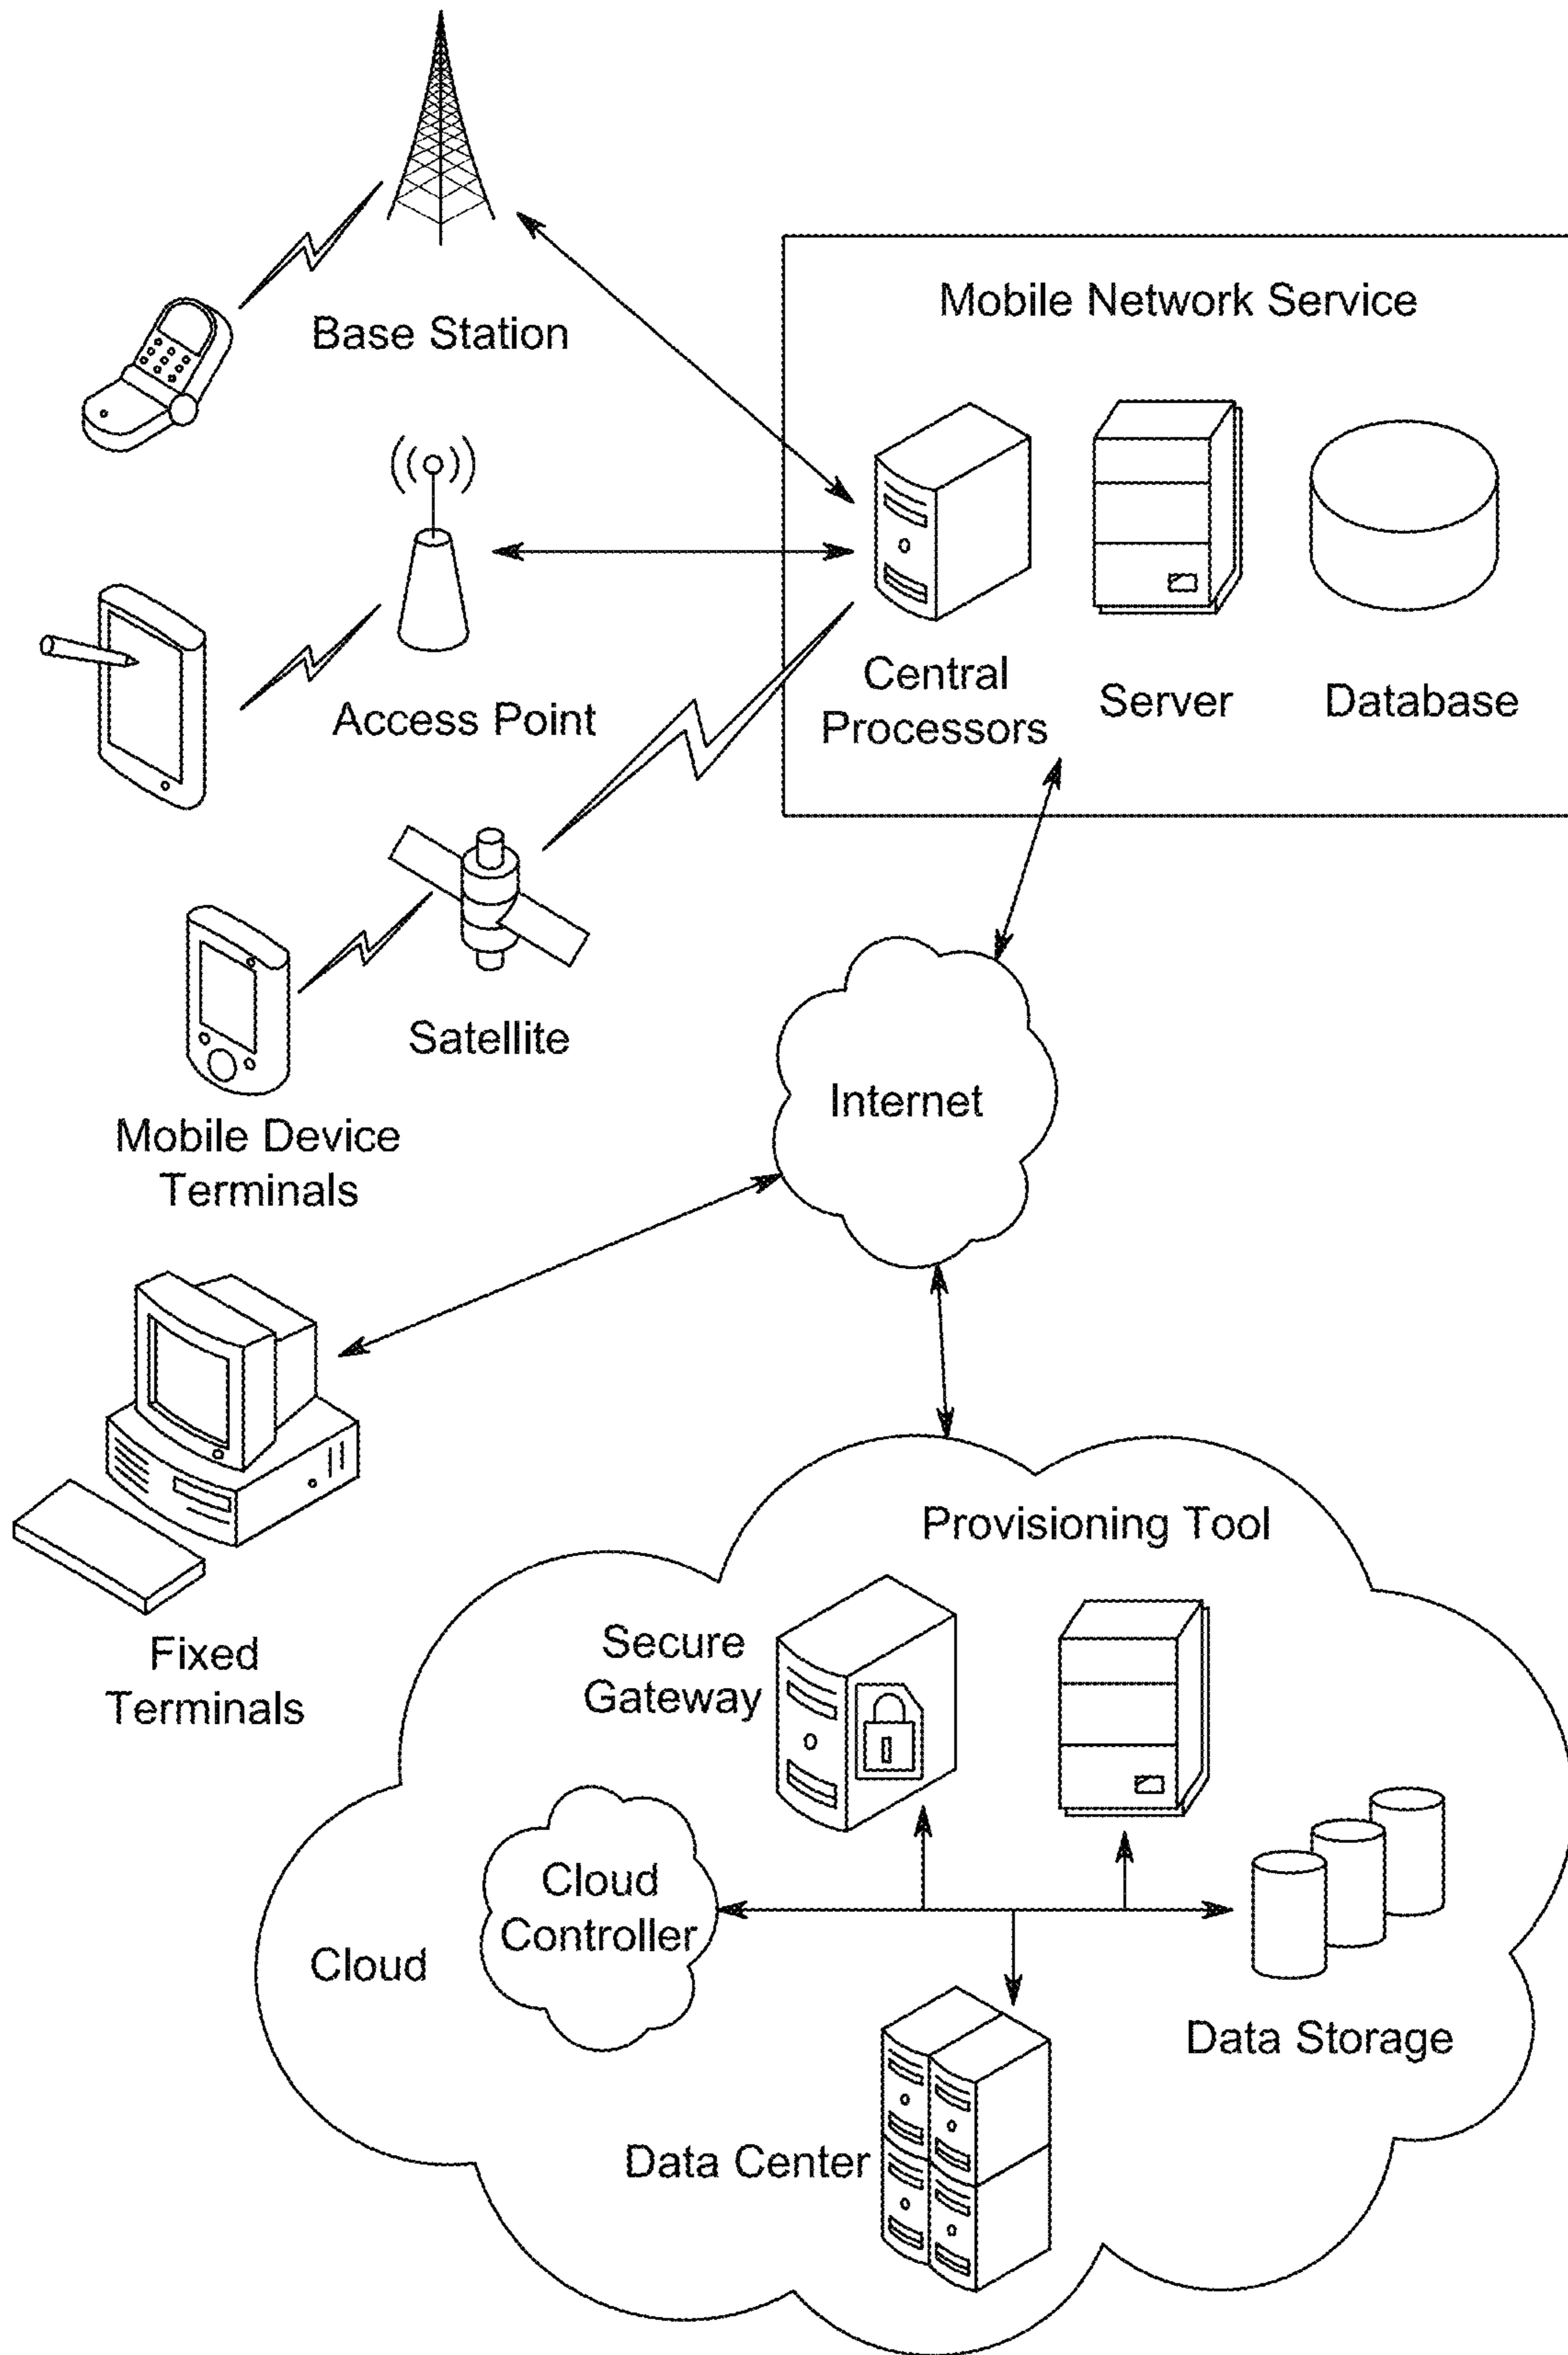 Mobile Network Service
Base Station
Central
Processors
Server
Database
Access Point
Satellite
Internet
Mobile Device
Terminals
Provisioning Tool
Secure
Gateway
Fixed
Terminals
Cloud
Controller
Cloud
Data Storage
Data Center